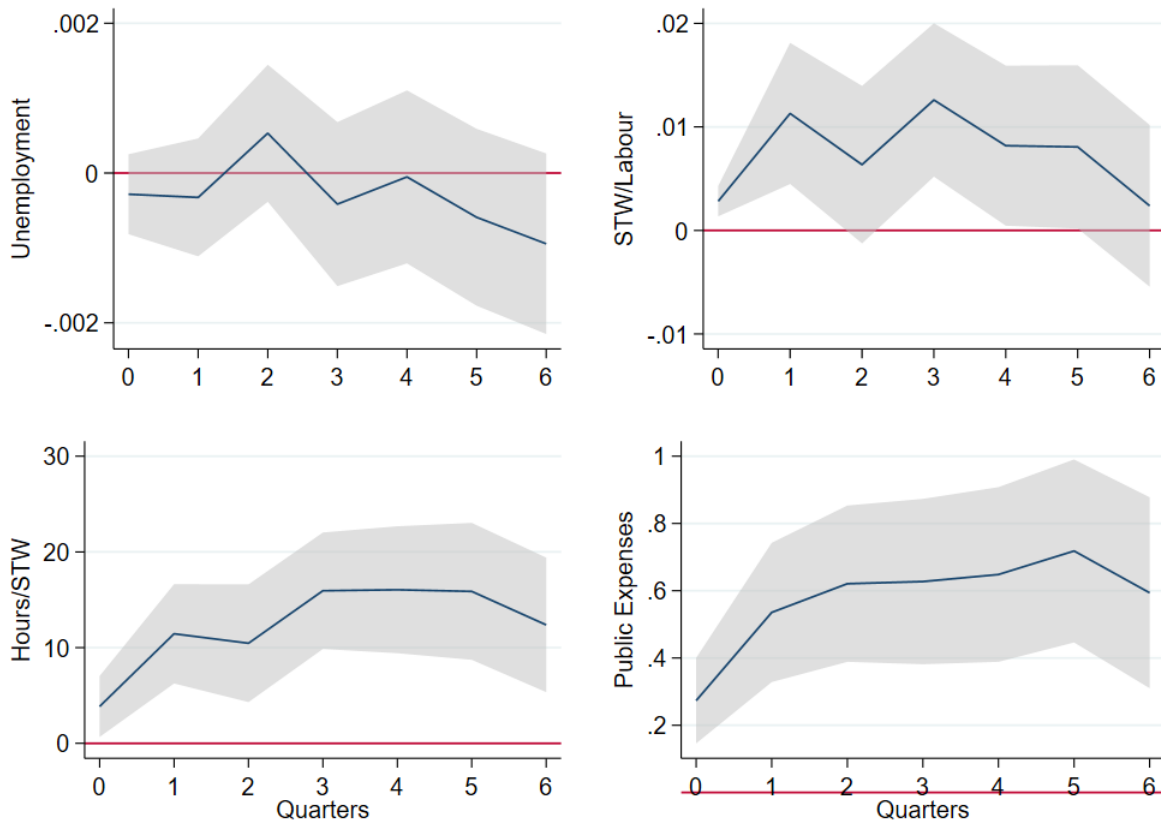 Unemployment
.002
0
-.002
0 1 2 3 4 5 6
STW/Labour
.02
.01
0
-.01
0 1 2 3 4 5 6
Hours/STW
30
20
10
0
0 1 2 3 4 5 6
Quarters
Public Expenses
1
.8
.6
.4
.2
0 1 2 3 4 5 6
Quarters